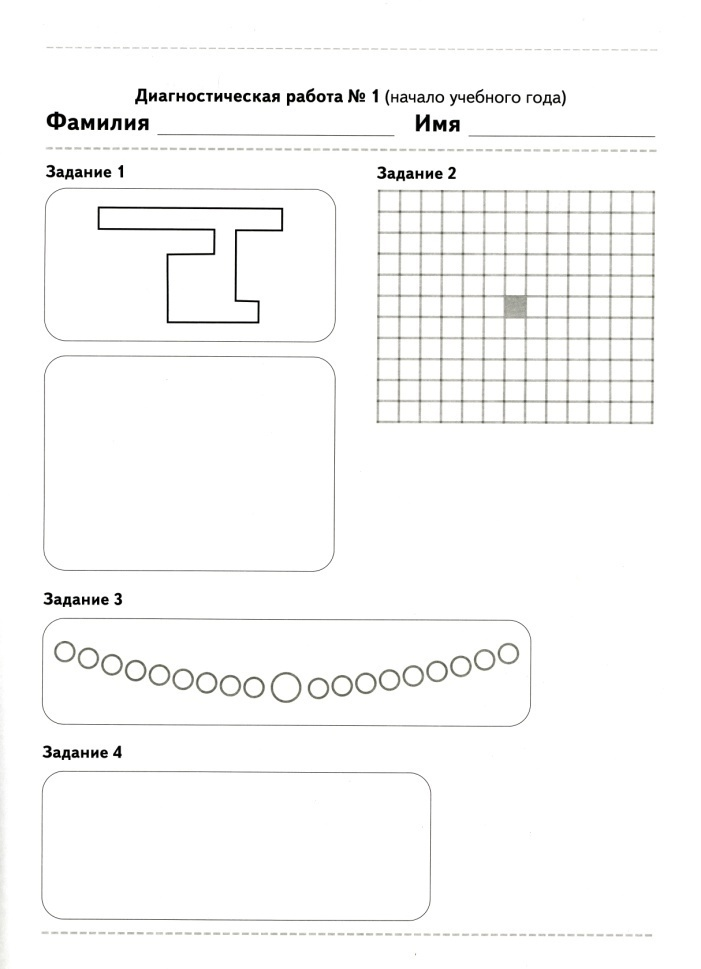 Диагностическая работа № 1 (начало учебного года)
Фамилия Имя
Задание 1
Задание 2
Задание 3
Задание 4